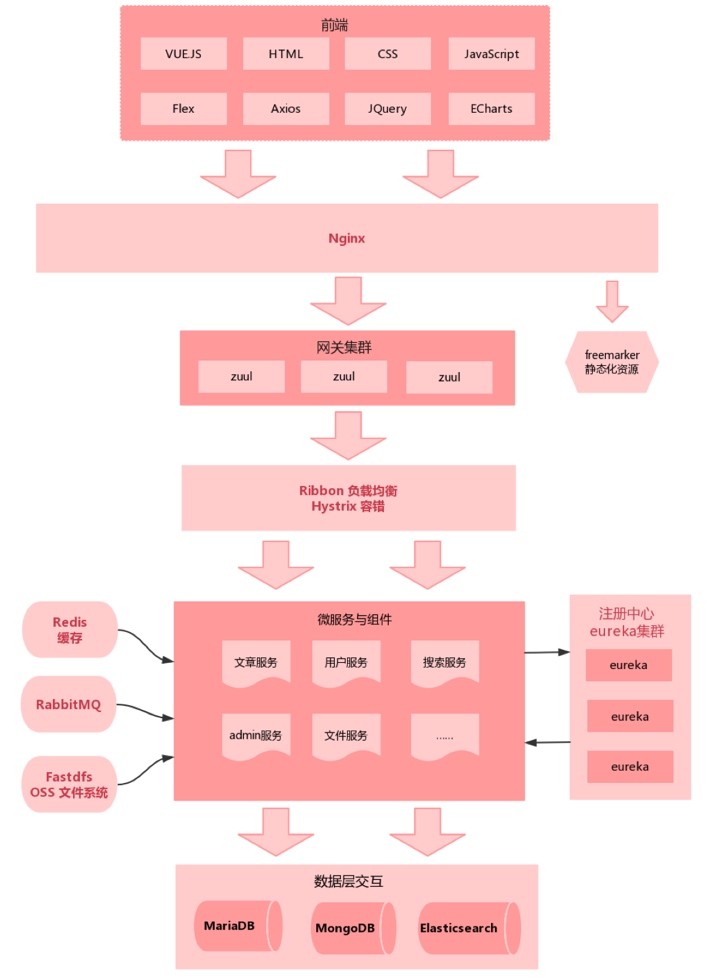 前端
VUE.JS
HTML
CSS
JavaScript
Flex
Axios
JQuery
ECharts
Nginx
网关集群
zuul
zuul
zuul
freemarker
静态化资源
Ribbon 负载均衡
Hystrix 容错
Redis
缓存
RabbitMQ
Fastdfs
OSS 文件系统
微服务与组件
文章服务
用户服务
搜索服务
admin服务
文件服务
......
注册中心
eureka集群
eureka
eureka
eureka
数据层交互
MariaDB
MongoDB
Elasticsearch